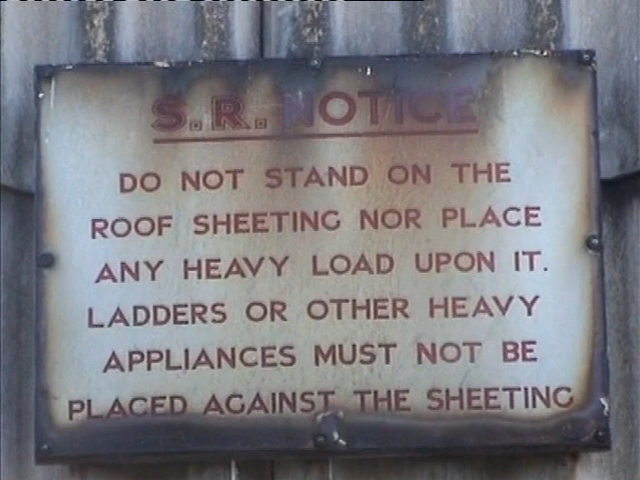 S.R. NOTICE
DO NOT STAND ON THE
ROOF SHEETING NOR PLACE
ANY HEAVY LOAD UPON IT.
LADDERS OR OTHER HEAVY
APPLIANCES MUST NOT BE
PLACED AGAINST THE SHEETING